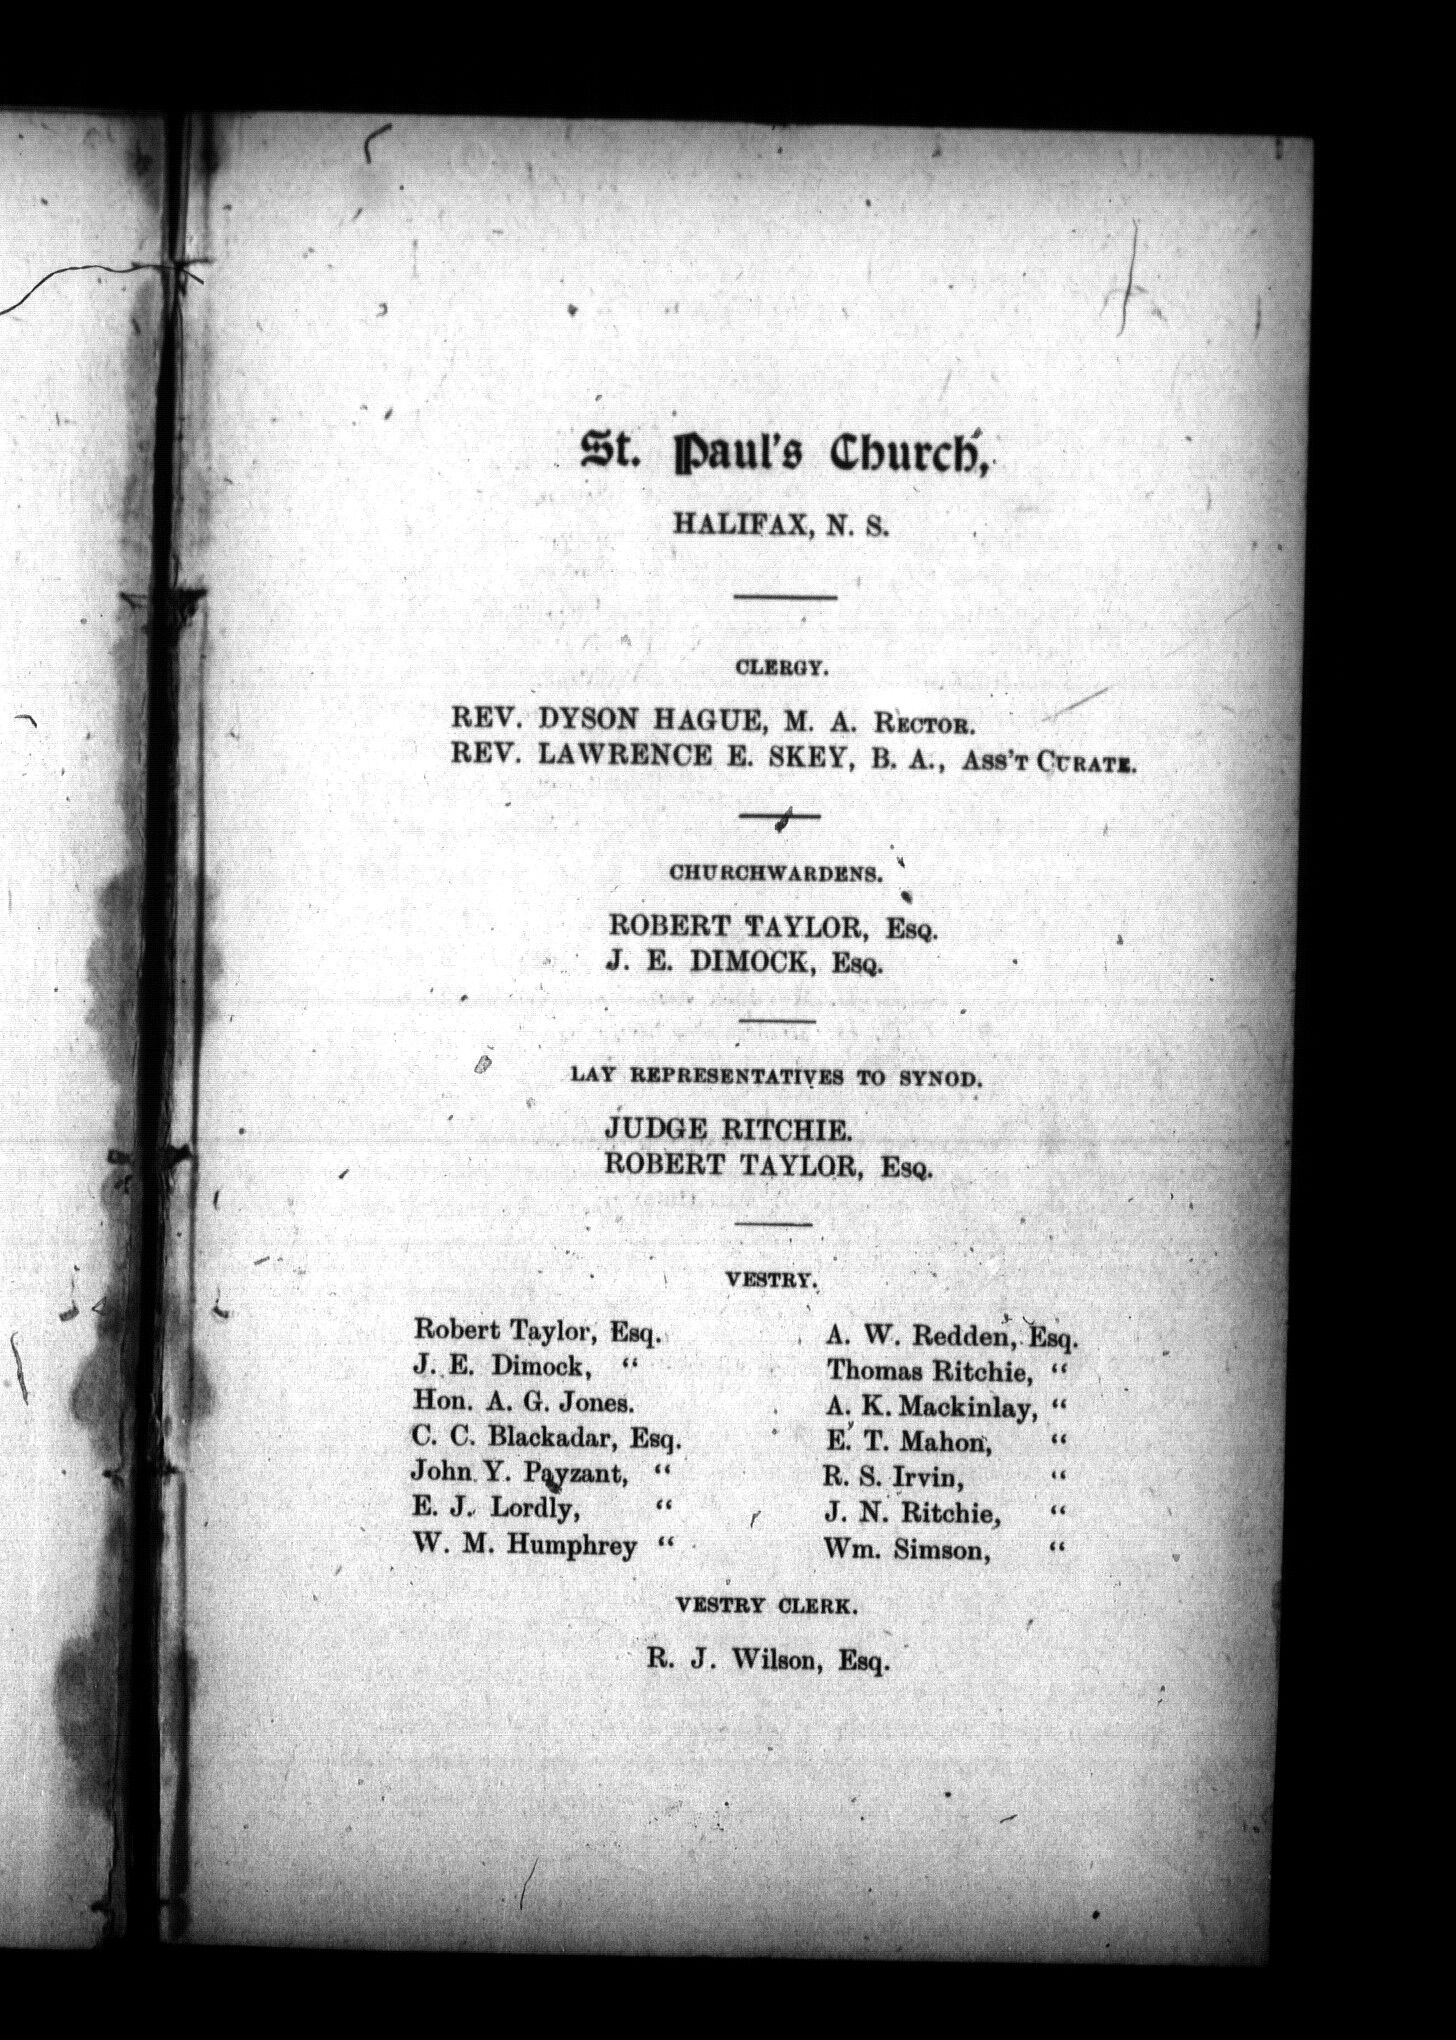 St. Paul's Church,
HALIFAX, N. S.
CLERGY.
REV. DYSON HAGUE, M. A. RECTOR.
REV. LAWRENCE E. SKEY, B. A., ASS'T CURATE.
CHURCHWARDENS.
ROBERT TAYLOR, ESQ.
J. E. DIMOCK, ESQ.
LAY REPRESENTATIVES TO SYNOD.
JUDGE RITCHIE.
ROBERT TAYLOR, ESQ.
VESTRY.
Robert Taylor, Esq.
J. E. Dimock, “
Hon. A. G. Jones.
C. C. Blackadar, Esq.
John Y. Payzant, “
E. J. Lordly, “
W. M. Humphrey “
A. W. Redden, Esq.
Thomas Ritchie, “
A. K. Mackinlay, “
E. T. Mahon, “
R. S. Irvin, “
J. N. Ritchie, “
Wm. Simson, “
VESTRY CLERK.
R. J. Wilson, Esq.